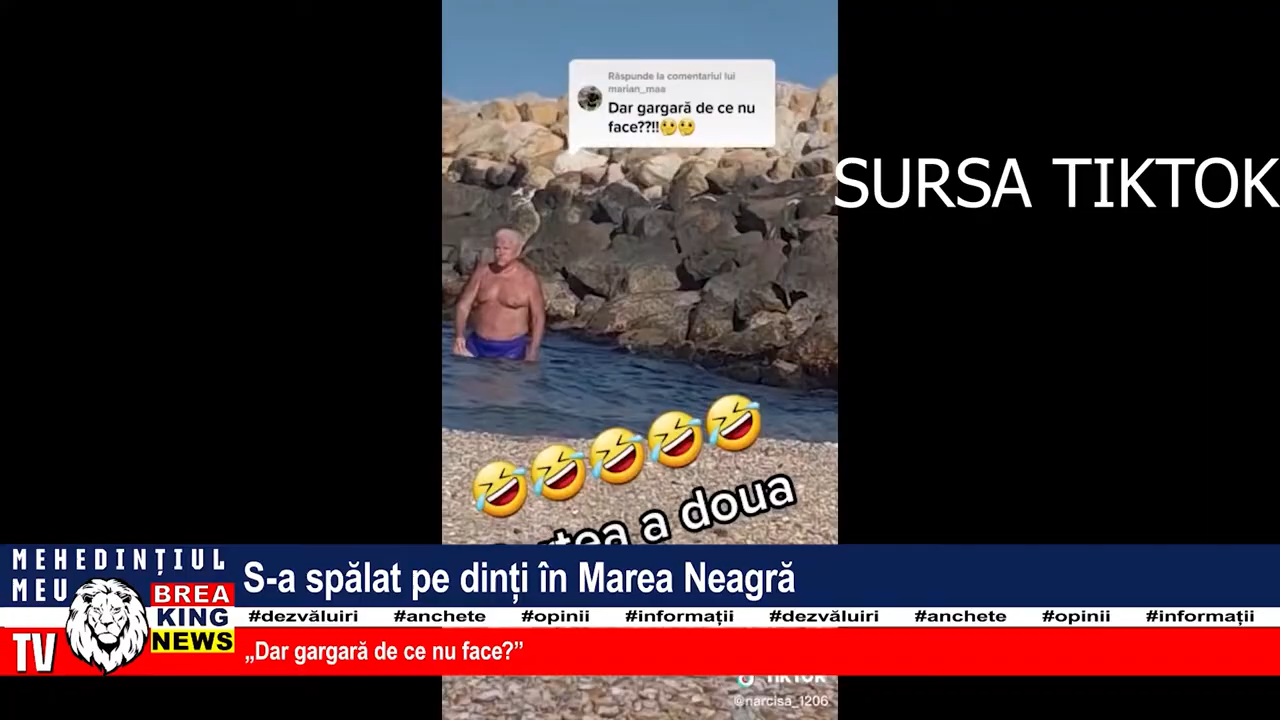 Răspunde la comentariul lui
marian_maa
Dar gargară de ce nu
face??!!🤔🤔
SURSA TIKTOK
a doua
MEHEDINȚIUL
MEU
TV
BREA
KING
NEWS
S-a spălat pe dinți în Marea Neagră
#dezvăluiri #anchete #opinii #informații #dezvăluiri #anchete #opinii #informații
„Dar gargară de ce nu face?”
TIKTOK
@narcisa_1206